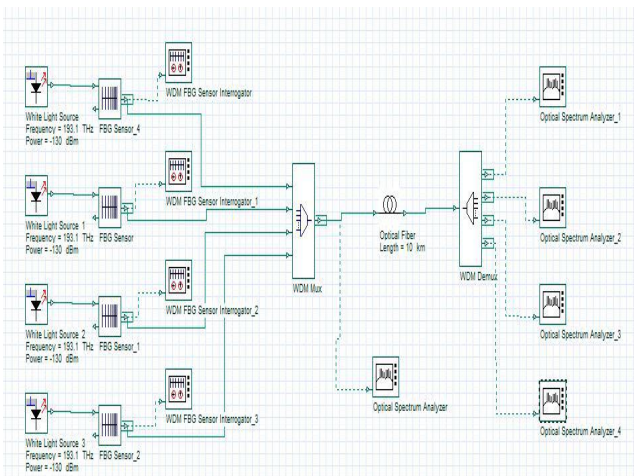 WDM FBG Sensor Interrogator
White Light Source
Frequency = 193.1 THz
Power = -130 dBm
FBG Sensor_4
Optical Spectrum Analyzer_1
WDM FBG Sensor Interrogator_1
White Light Source 1
Frequency = 193.1 THz
Power = -130 dBm
FBG Sensor
Optical Fiber
Length = 10 km
Optical Spectrum Analyzer_2
WDM Mux
WDM Demux
WDM FBG Sensor Interrogator_2
White Light Source 2
Frequency = 193.1 THz
Power = -130 dBm
FBG Sensor_1
Optical Spectrum Analyzer_3
Optical Spectrum Analyzer
WDM FBG Sensor Interrogator_3
White Light Source 3
Frequency = 193.1 THz
Power = -130 dBm
FBG Sensor_2
Optical Spectrum Analyzer_4